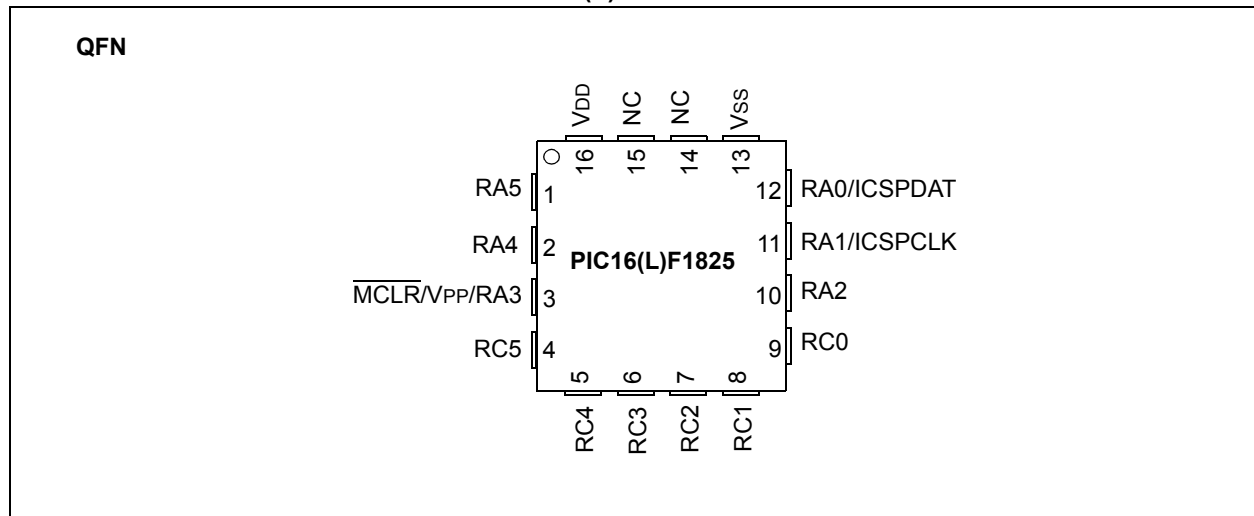 QFN
VDD
NC
NC
VSS
16
15
14
13
RA5 1
12 RA0/ICSPDAT
RA4 2
11 RA1/ICSPCLK
PIC16(L)F1825
MCLR/VPP/RA3 3
10 RA2
RC5 4
9 RC0
5
6
7
8
RC4
RC3
RC2
RC1